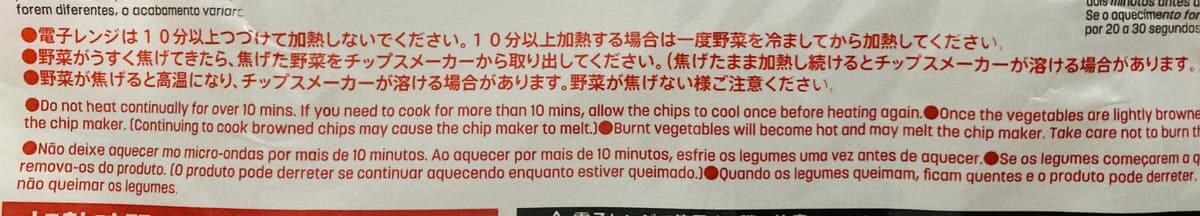 forem diferentes, o acabamento
dois minutos antes
Se o aquecimento for
por 20 a 30 segundos
●電子レンジは10分以上つづけて加熱しないでください。10分以上加熱する場合は一度野菜を冷ましてから加熱してください。
●野菜がうすく焦げてきたら、焦げた野菜をチップスメーカーから取り出してください。(焦げたまま加熱し続けるとチップスメーカーが溶ける場合があります。
●野菜が焦げると高温になり、チップスメーカーが溶ける場合があります。野菜が焦げない様ご注意ください。
●Do not heat continually for over 10 mins. If you need to cook for more than 10 mins, allow the chips to cool once before heating again.●Once the vegetables are lightly browne
the chip maker. (Continuing to cook browned chips may cause the chip maker to melt.)●Burnt vegetables will become hot and may melt the chip maker. Take care not to burn t
●Não deixe aquecer mo micro-ondas por mais de 10 minutos. Ao aquecer por mais de 10 minutos, esfrie os legumes uma vez antes de aquecer.●Se os legumes começarem a q
remova-os do produto. (O produto pode derreter se continuar aquecendo enquanto estiver queimado.)●Quando os legumes queimam, ficam quentes e o produto pode derreter.
não queimar os legumes.